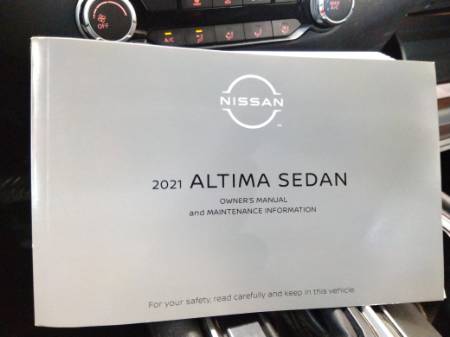 OFF
A/C
NISSAN
2021 ALTIMA SEDAN
OWNER'S MANUAL
and MAINTENANCE INFORMATION
For your safety, read carefully and keep in this vehicle.